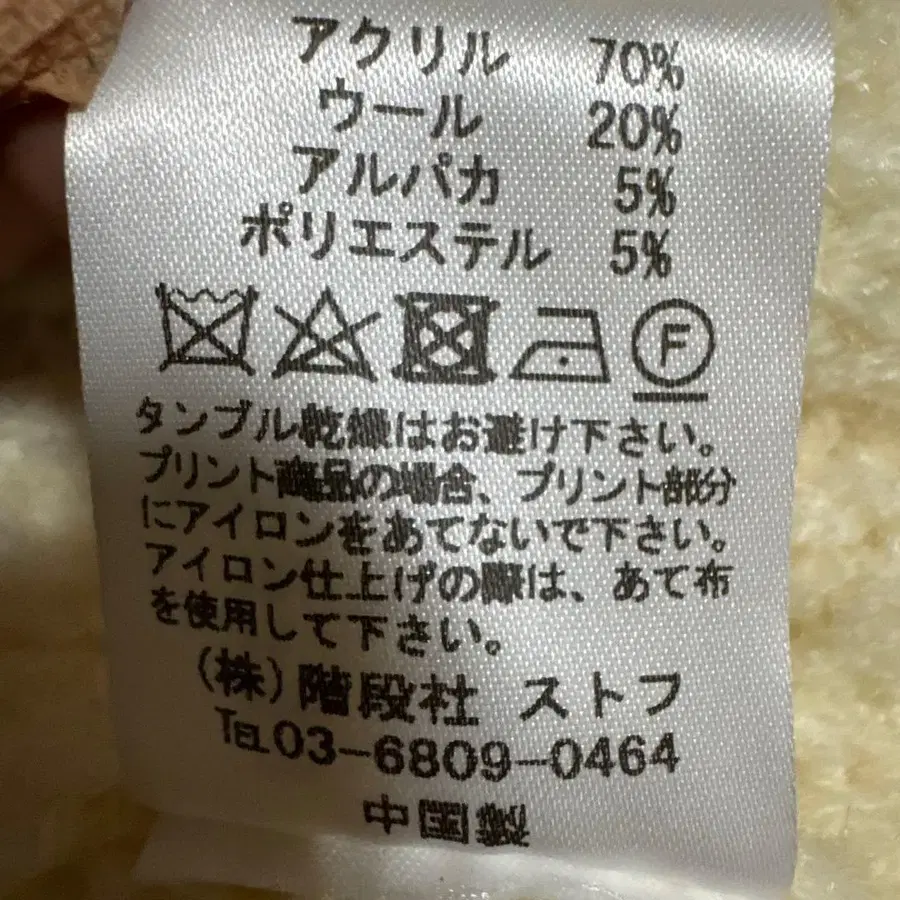 アクリル 70%
ウール 20%
アルパカ 5%
ポリエステル 5%
F
タンブル乾燥はお避け下さい。
プリント商品の場合、プリント部分
にアイロンをあてないで下さい。
アイロン仕上げの際は、あて布
を使用して下さい。
(株)階段社 ストフ
TEL03-6809-0464
中国製